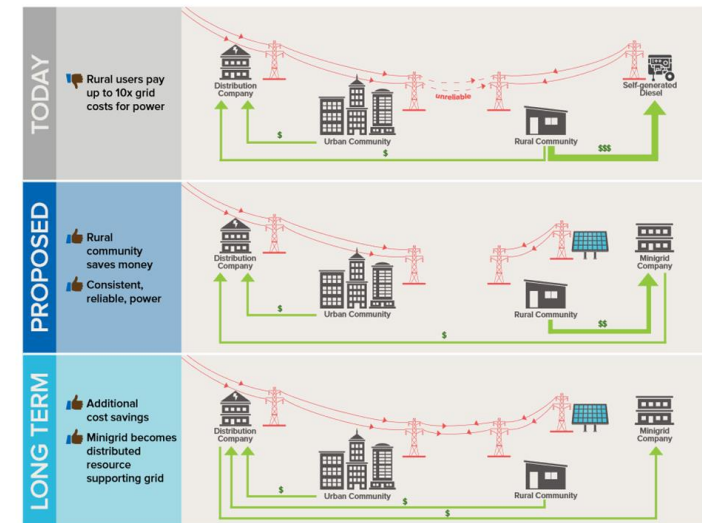 TODAY
Rural users pay
up to 10x grid
costs for power
Distribution
Company
Urban Community
unreliable
Rural Community
Self-generated
Diesel
$
$
$$$
PROPOSED
Rural
community
saves money
Consistent,
reliable, power
Distribution
Company
Urban Community
Rural Community
Minigrid
Company
$
$$
$
LONG TERM
Additional
cost savings
Minigrid becomes
distributed
resource
supporting grid
Distribution
Company
Urban Community
Rural Community
Minigrid
Company
$
$
$